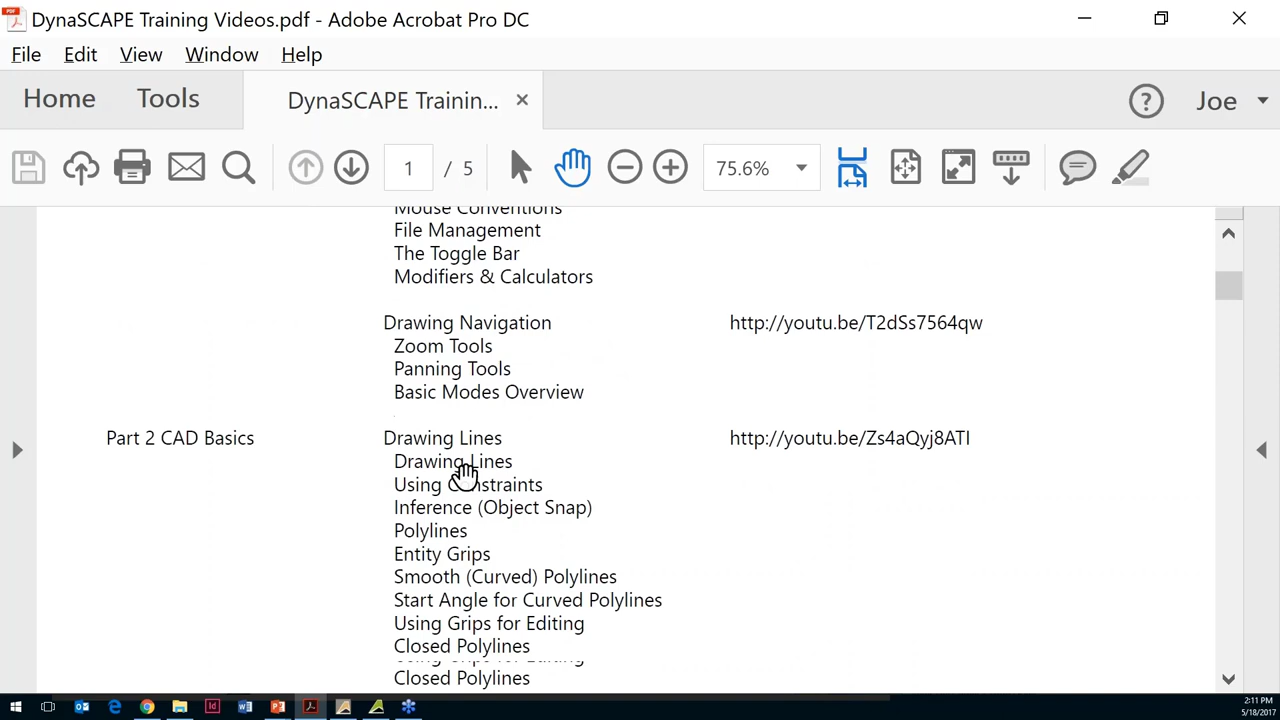 DynaSCAPE Training Videos.pdf - Adobe Acrobat Pro DC
File Edit View Window Help
Home Tools DynaSCAPE Trainin... Joe
1 / 5 75.6%
Mouse Conventions
File Management
The Toggle Bar
Modifiers & Calculators
Drawing Navigation http://youtu.be/T2dSs7564qw
Zoom Tools
Panning Tools
Basic Modes Overview
Part 2 CAD Basics Drawing Lines http://youtu.be/Zs4aQyj8ATI
Drawing Lines
Using Constraints
Inference (Object Snap)
Polylines
Entity Grips
Smooth (Curved) Polylines
Start Angle for Curved Polylines
Using Grips for Editing
Closed Polylines
Using Grips for Editing
Closed Polylines
2:11 PM
5/18/2017